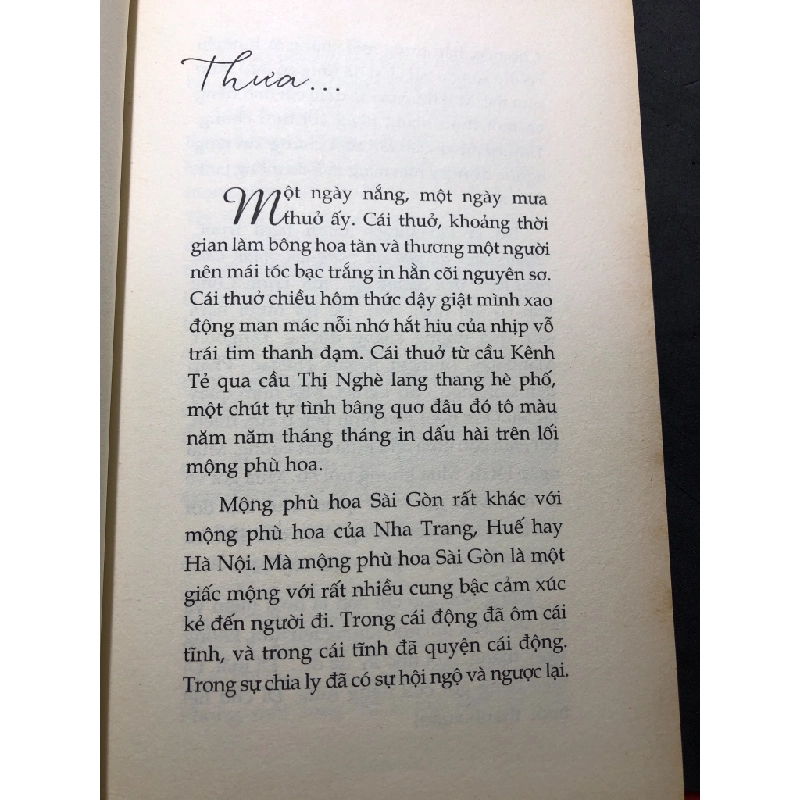 Thưa...
Một ngày nắng, một ngày mưa
thuở ấy. Cái thuở, khoảng thời
gian làm bông hoa tàn và thương một người
nên mái tóc bạc trắng in hằn cõi nguyên sơ.
Cái thuở chiều hôm thức dậy giật mình xao
động man mác nỗi nhớ hắt hiu của nhịp vỗ
trái tim thanh đạm. Cái thuở từ cầu Kênh
Tẻ qua cầu Thị Nghè lang thang hè phố,
một chút tự tình bâng quơ đâu đó tô màu
năm năm tháng tháng in dấu hài trên lối
mộng phù hoa.
Mộng phù hoa Sài Gòn rất khác với
mộng phù hoa của Nha Trang, Huế hay
Hà Nội. Mà mộng phù hoa Sài Gòn là một
giấc mộng với rất nhiều cung bậc cảm xúc
kẻ đến người đi. Trong cái động đã ôm cái
tĩnh, và trong cái tĩnh đã quyện cái động.
Trong sự chia ly đã có sự hội ngộ và ngược lại.